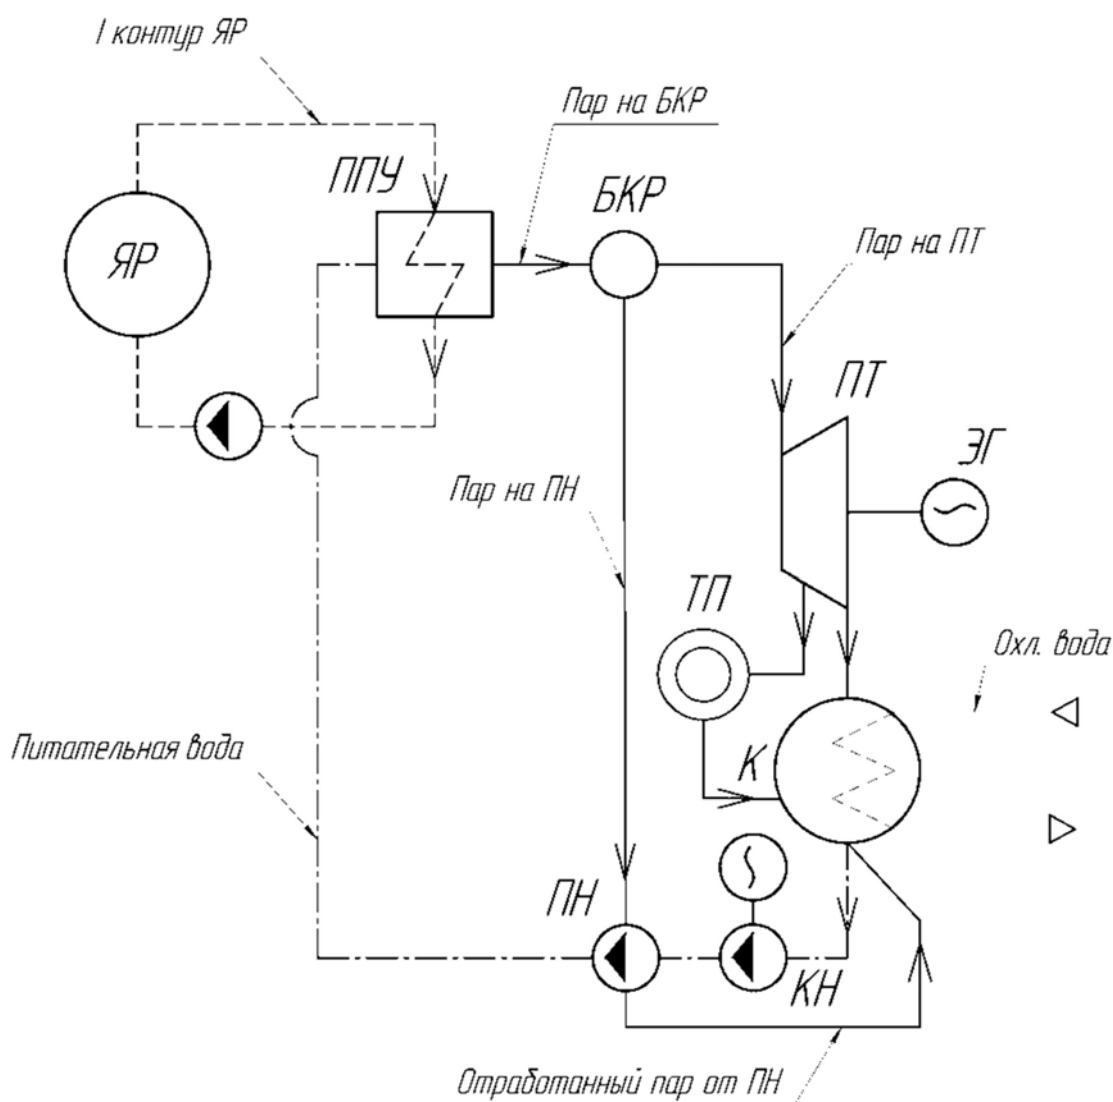 I контур ЯР
Пар на БКР
ППУ
БКР
ЯР
Пар на ПТ
ПТ
ЭГ
Пар на ПН
ТП
Охл. вода
Питательная вода
К
ПН
КН
Отработанный пар от ПН